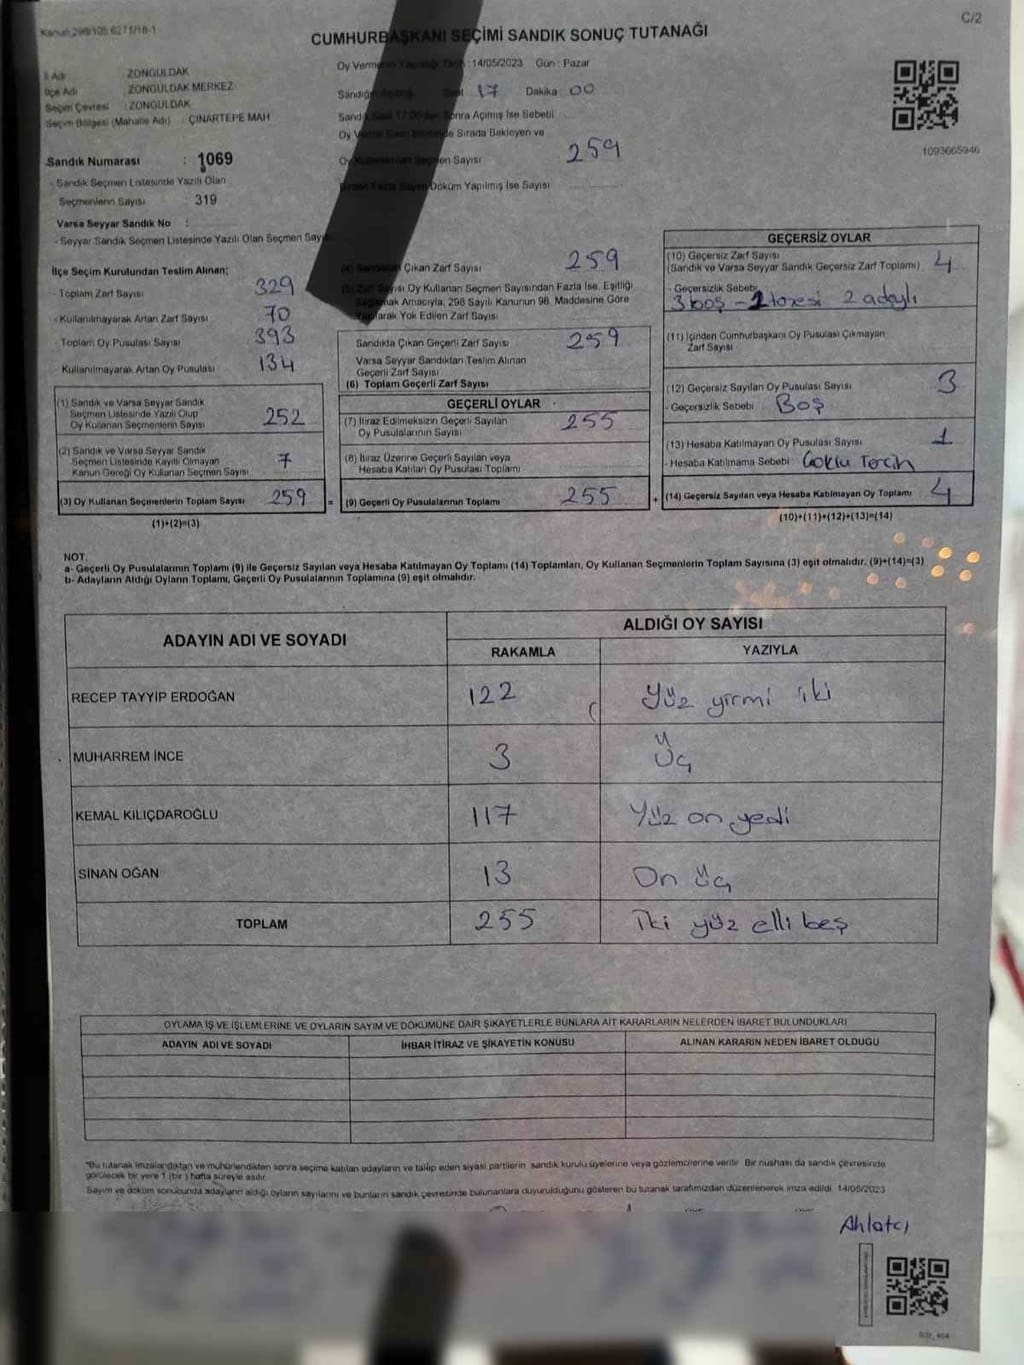 Kanun 298/105 6271/18-1
C/2
CUMHURBAŞKANI SEÇİMİ SANDIK SONUÇ TUTANAĞI
İl Adı : ZONGULDAK
İlçe Adı : ZONGULDAK MERKEZ
Seçim Çevresi : ZONGULDAK
Seçim Bölgesi (Mahalle Adı) : ÇINARTEPE MAH
Sandık Numarası : 1069
- Sandık Seçmen Listesinde Yazılı Olan
Seçmenlerin Sayısı : 319
Varsa Seyyar Sandık No :
- Seyyar Sandık Seçmen Listesinde Yazılı Olan Seçmen Say
Oy Vermenin Yapıldığı Tarih : 14/05/2023 Gün : Pazar
Sandığın Saat 17 Dakika : 00
17:00'den Sonra Açılmış İse Sebebi
Oy Sırada Bekleyen ve
Oy Seçmen Sayısı 259
Döküm Yapılmış İse Sayısı
1093665946
İlçe Seçim Kurulundan Teslim Alınan;
- Toplam Zarf Sayısı 329
- Kullanılmayarak Artan Zarf Sayısı 70
Toplam Oy Pusulası Sayısı 393
Kullanılmayarak Artan Oy Pusulası 134
(1) Sandık ve Varsa Seyyar Sandık
Seçmen Listesinde Yazılı Olup
Oy Kullanan Seçmenlerin Sayısı 252
(2) Sandık ve Varsa Seyyar Sandık
Seçmen Listesinde Kayıtlı Olmayan
Kanun Gereği Oy Kullanan Seçmen Sayısı 7
(3) Oy Kullanan Seçmenlerin Toplam Sayısı 259 =
(1)+(2)=(3)
(4) Sandıktan Çıkan Zarf Sayısı 259
(5) Zarf Sayısı Oy Kullanan Seçmen Sayısından Fazla İse, Eşitliği
Sağlamak Amacıyla, 298 Sayılı Kanunun 98. Maddesine Göre
Yakılarak Yok Edilen Zarf Sayısı
Sandıkda Çıkan Geçerli Zarf Sayısı 259
Varsa Seyyar Sandıktan Teslim Alınan
Geçerli Zarf Sayısı
(6) Toplam Geçerli Zarf Sayısı
GEÇERLİ OYLAR
(7) İtiraz Edilmeksizin Geçerli Sayılan
Oy Pusulalarının Sayısı 255
(8) İtiraz Üzerine Geçerli Sayılan veya
Hesaba Katılan Oy Pusulası Toplamı
(9) Geçerli Oy Pusulalarının Toplamı 255 +
GEÇERSİZ OYLAR
(10) Geçersiz Zarf Sayısı
(Sandık ve Varsa Seyyar Sandık Geçersiz Zarf Toplamı) 4
- Geçersizlik Sebebi
3 boş - 1 2 adaylı
(11) İçinden Cumhurbaşkanı Oy Pusulası Çıkmayan
Zarf Sayısı
(12) Geçersiz Sayılan Oy Pusulası Sayısı 3
- Geçersizlik Sebebi Boş
(13) Hesaba Katılmayan Oy Pusulası Sayısı 1
- Hesaba Katılmama Sebebi Çoklu Tercih
(14) Geçersiz Sayılan veya Hesaba Katılmayan Oy Toplamı 4
(10)+(11)+(12)+(13)=(14)
NOT.
a- Geçerli Oy Pusulalarının Toplamı (9) ile Geçersiz Sayılan veya Hesaba Katılmayan Oy Toplamı (14) Toplamları, Oy Kullanan Seçmenlerin Toplam Sayısına (3) eşit olmalıdır. (9)+(14)=(3)
b- Adayların Aldığı Oyların Toplamı, Geçerli Oy Pusulalarının Toplamına (9) eşit olmalıdır.
ADAYIN ADI VE SOYADI
ALDIĞI OY SAYISI
RAKAMLA YAZIYLA
RECEP TAYYİP ERDOĞAN 122 Yüz yirmi iki
MUHARREM İNCE 3 Üç
KEMAL KILIÇDAROĞLU 117 Yüz on yedi
SİNAN OĞAN 13 On üç
TOPLAM 255 İki yüz elli beş
OYLAMA İŞ VE İŞLEMLERİNE VE OYLARIN SAYIM VE DÖKÜMÜNE DAİR ŞİKAYETLERLE BUNLARA AİT KARARLARIN NELERDEN İBARET BULUNDUKLARI
ADAYIN ADI VE SOYADI İHBAR İTİRAZ VE ŞİKAYETİN KONUSU ALINAN KARARIN NEDEN İBARET OLDUĞU
*Bu tutanak imzalandıktan ve mühürlendikten sonra seçime katılan adayların ve talep eden siyasi partilerin sandık kurulu üyelerine veya gözlemcilerine verilir. Bir nüshası da sandık çevresinde
görülecek bir yere 1 (bir) hafta süreyle asılır.
Sayım ve döküm sonucunda adayların aldığı oyların sayılarını ve bunların sandık çevresinde bulunanlara duyurulduğunu gösteren bu tutanak tarafımızdan düzenlenerek imza edildi. 14/05/2023
Ahlatcı